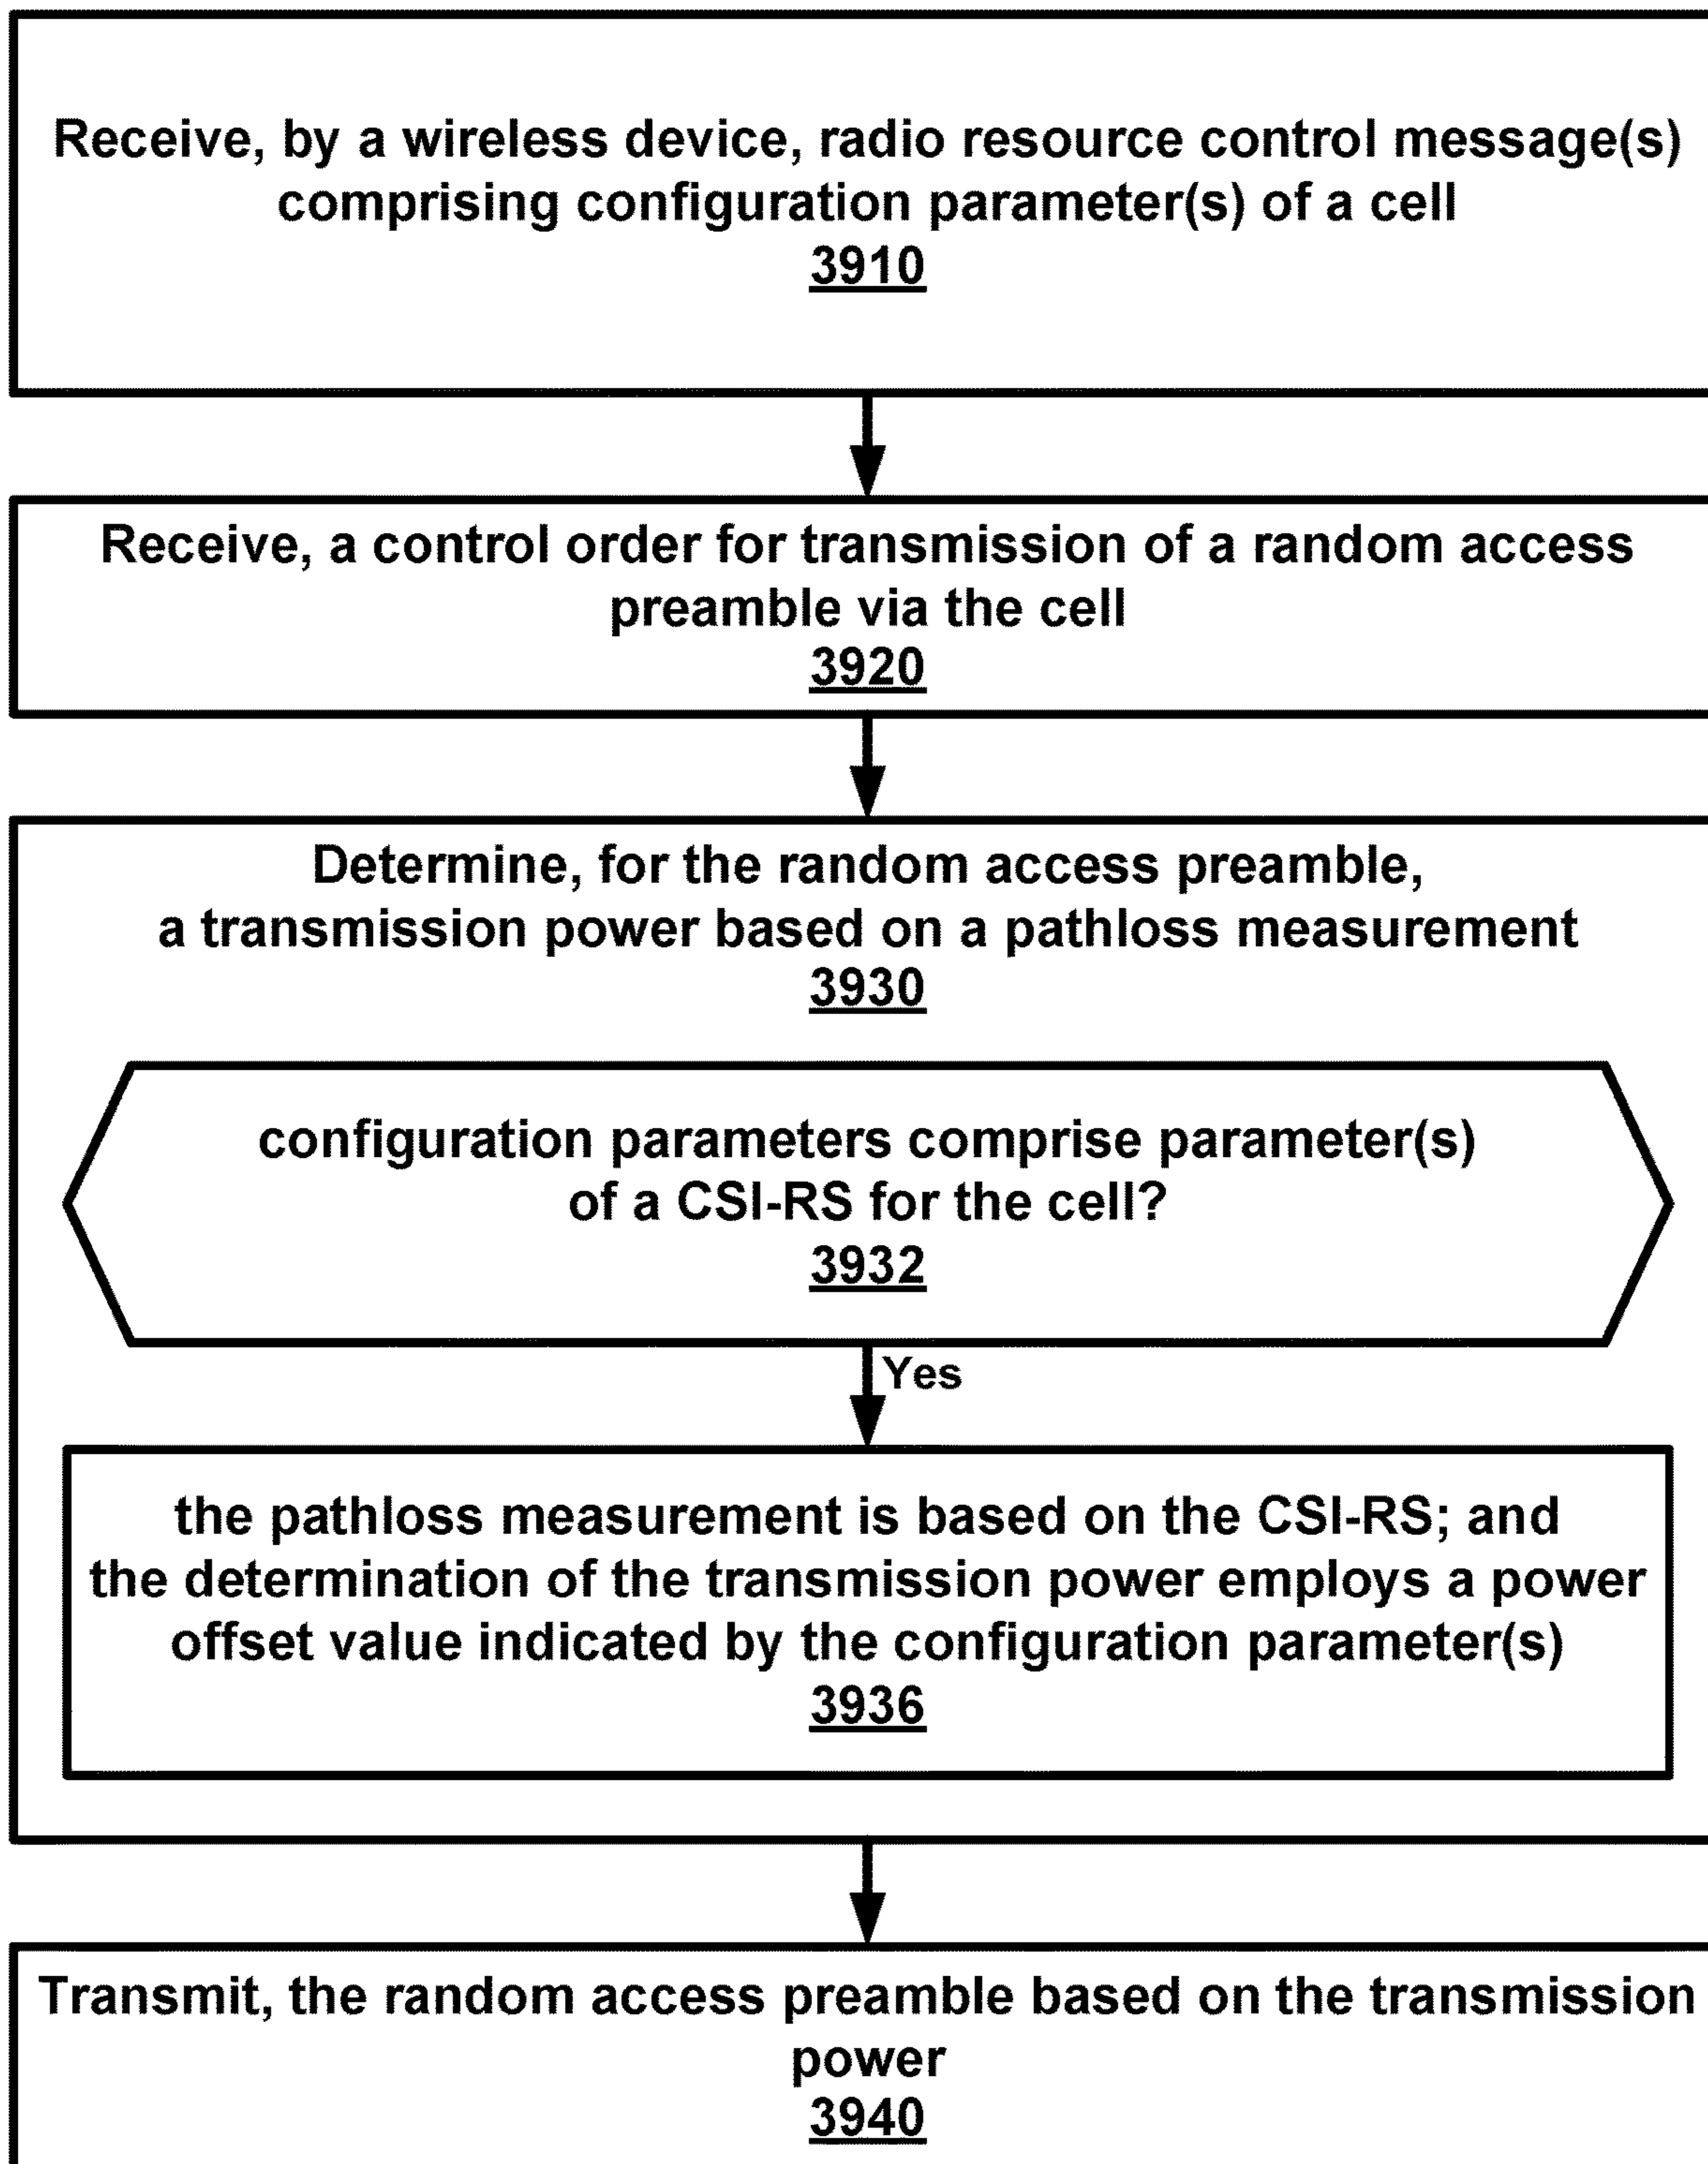 Receive, by a wireless device, radio resource control message(s)
comprising configuration parameter(s) of a cell
3910
Receive, a control order for transmission of a random access
preamble via the cell
3920
Determine, for the random access preamble,
a transmission power based on a pathloss measurement
3930
configuration parameters comprise parameter(s)
of a CSI-RS for the cell?
3932
Yes
the pathloss measurement is based on the CSI-RS; and
the determination of the transmission power employs a power
offset value indicated by the configuration parameter(s)
3936
Transmit, the random access preamble based on the transmission
power
3940